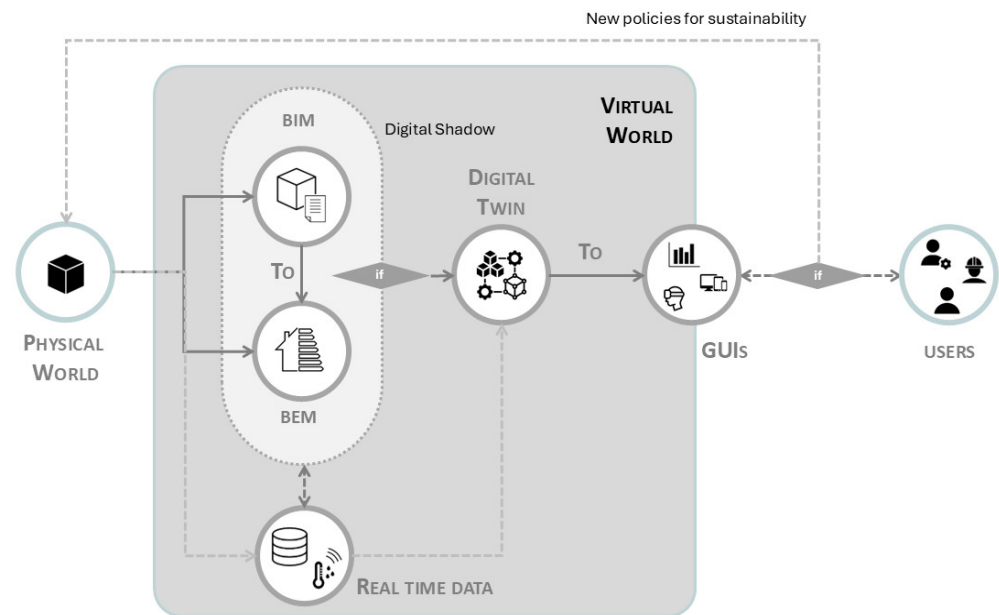 New policies for sustainability
VIRTUAL
WORLD
BIM
Digital Shadow
DIGITAL
TWIN
TO
if
TO
if
PHYSICAL
WORLD
GUIS
USERS
BEM
REAL TIME DATA